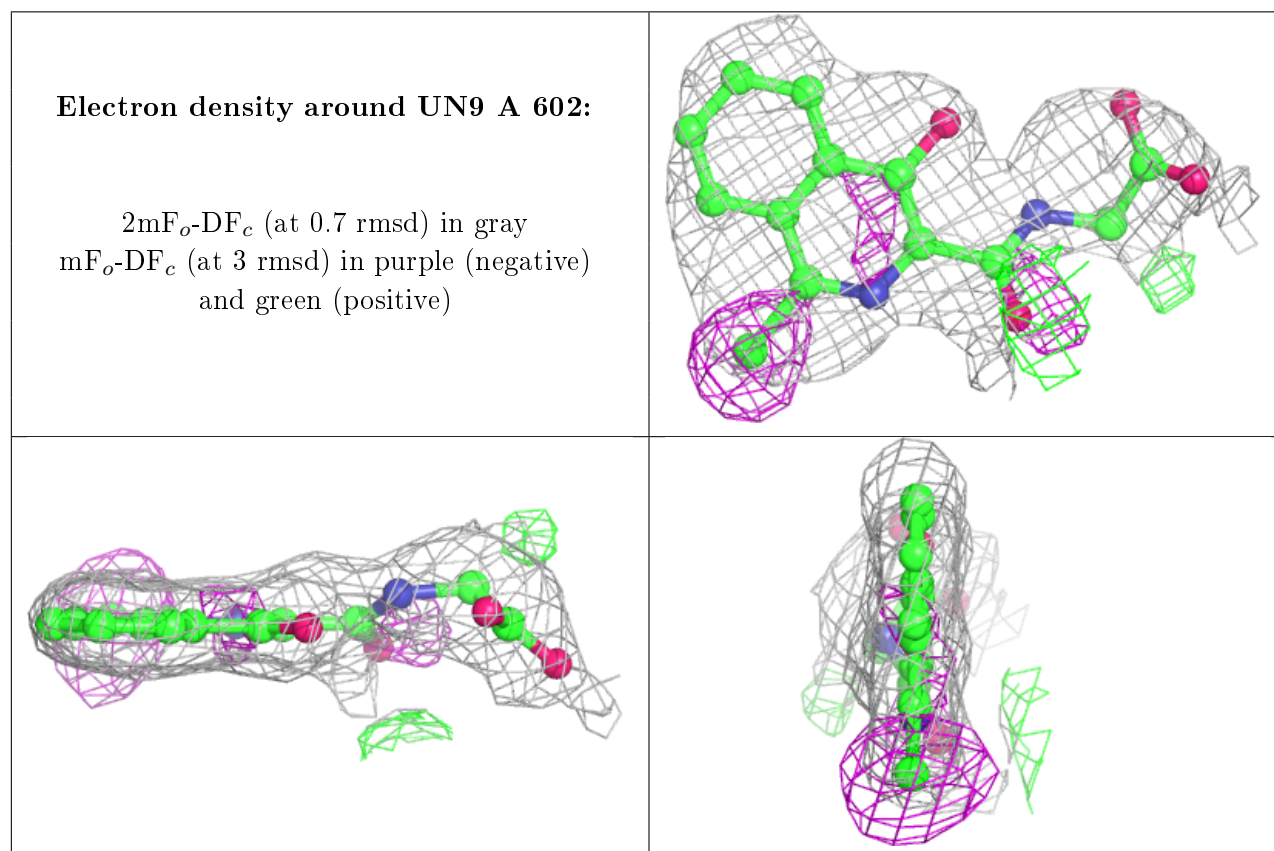 Electron density around UN9 A 602:
2mFo-DFc (at 0.7 rmsd) in gray
mFo-DFc (at 3 rmsd) in purple (negative)
and green (positive)